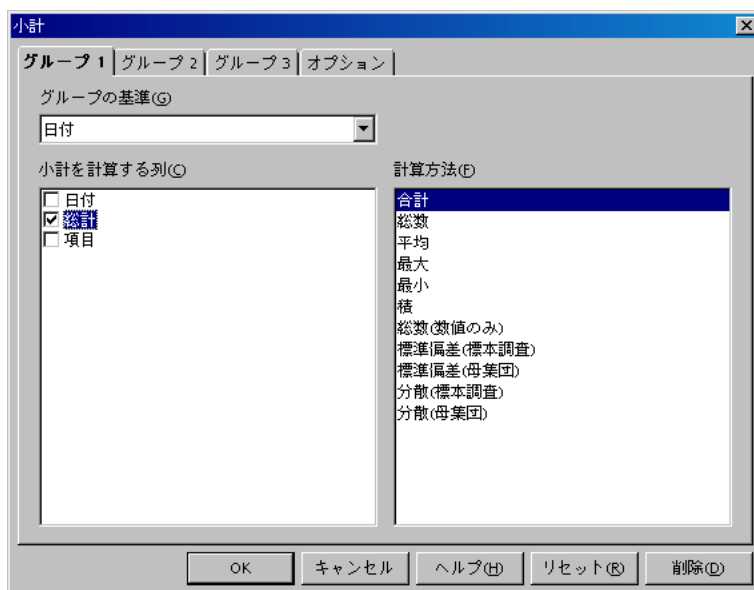 小計
グループ 1 グループ 2 グループ 3 オプション
グループの基準(G)
日付
小計を計算する列(C)
日付
総計
項目
計算方法(F)
合計
総数
平均
最大
最小
積
総数(数値のみ)
標準偏差(標本調査)
標準偏差(母集団)
分散(標本調査)
分散(母集団)
OK キャンセル ヘルプ(H) リセット(R) 削除(D)